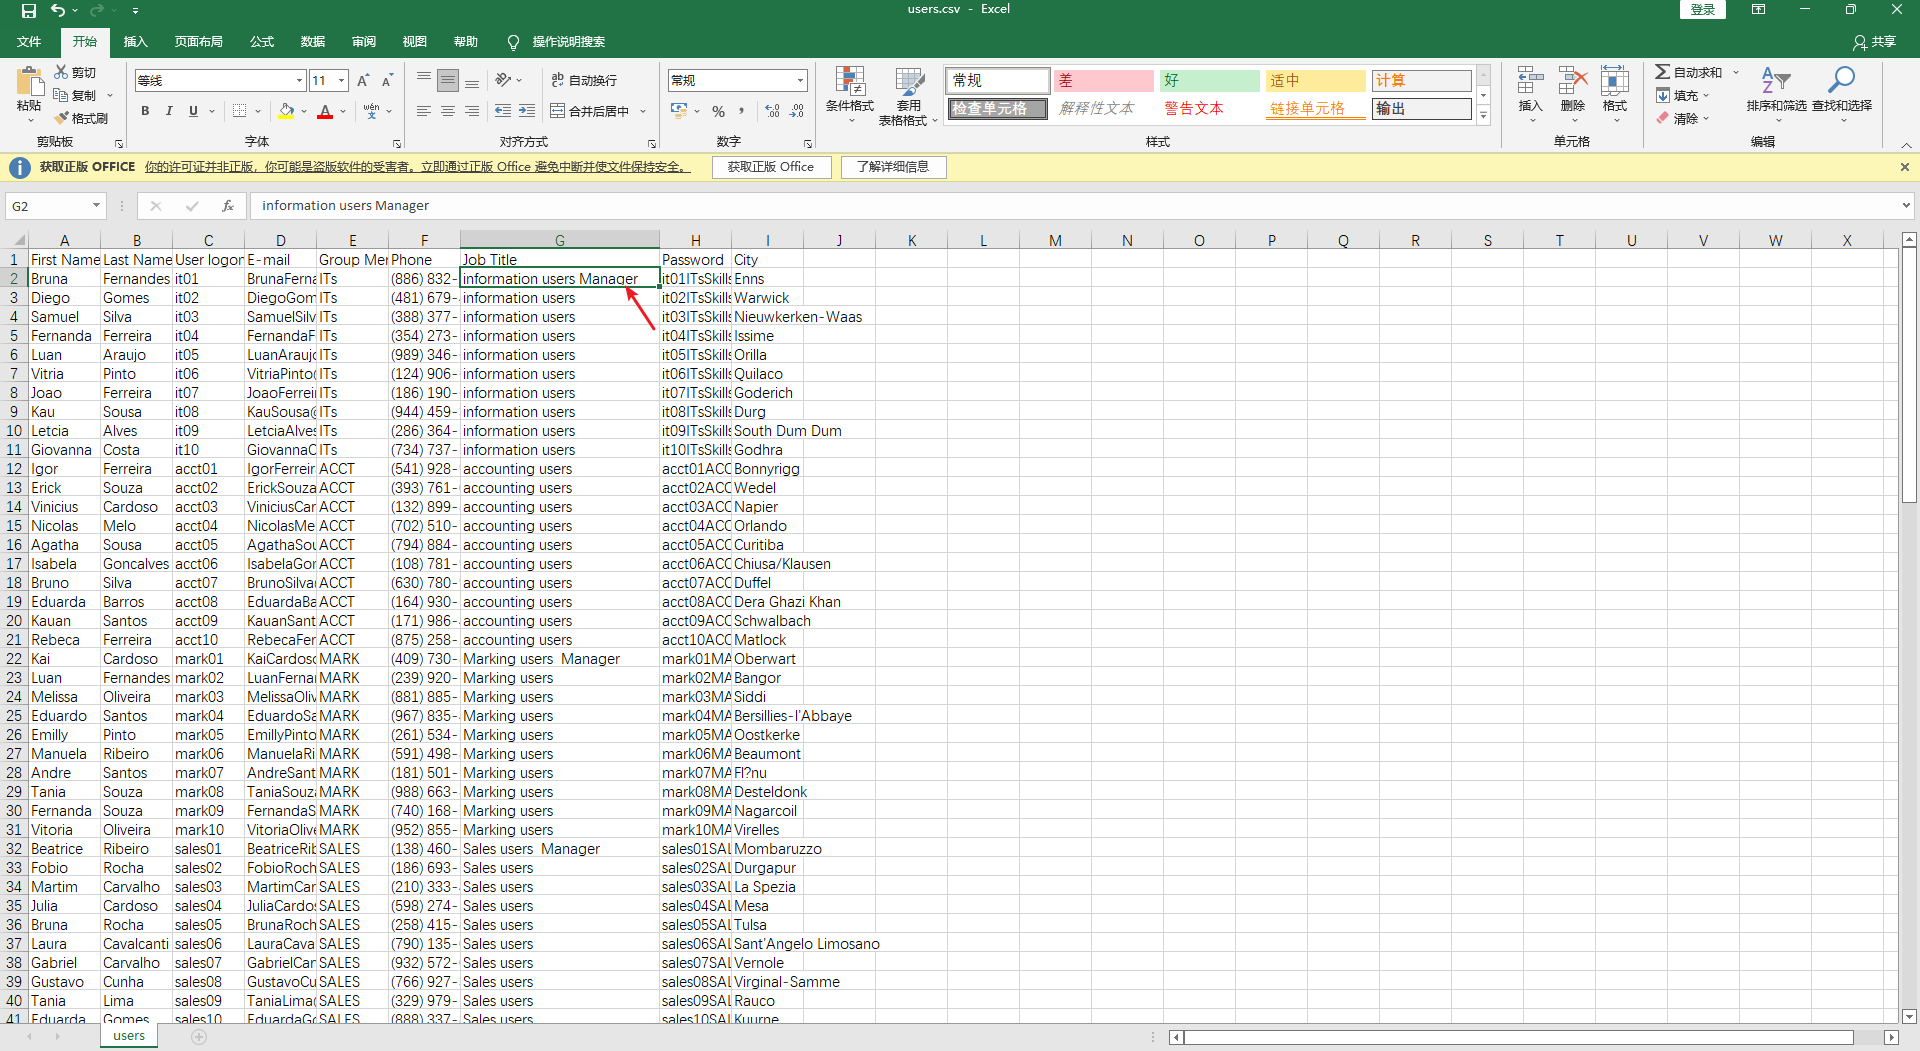 users.csv - Excel
登录
文件 开始 插入 页面布局 公式 数据 审阅 视图 帮助 操作说明搜索 共享
粘贴 剪切 复制 格式刷 剪贴板
等线 11 B I U A wén 文 字体
ab 自动换行 合并后居中 对齐方式
常规 % , 数字
条件格式 套用 表格格式
常规 差 好 适中 计算
检查单元格 解释性文本 警告文本 链接单元格 输出
样式
插入 删除 格式 单元格
自动求和 填充 清除 排序和筛选 查找和选择 编辑
获取正版 OFFICE 你的许可证并非正版，你可能是盗版软件的受害者。立即通过正版 Office 避免中断并使文件保持安全。 获取正版 Office 了解详细信息
G2 fx information users Manager
A B C D E F G H I J K L M N O P Q R S T U V W X
1 First Name Last Name User logon E-mail Group Mer Phone Job Title Password City
2 Bruna Fernandes it01 BrunaFerna ITs (886) 832- information users Manager it01ITsSkills Enns
3 Diego Gomes it02 DiegoGom ITs (481) 679- information users it02ITsSkills Warwick
4 Samuel Silva it03 SamuelSilv ITs (388) 377- information users it03ITsSkills Nieuwkerken-Waas
5 Fernanda Ferreira it04 FernandaF ITs (354) 273- information users it04ITsSkills Issime
6 Luan Araujo it05 LuanAraujo ITs (989) 346- information users it05ITsSkills Orilla
7 Vitria Pinto it06 VitriaPinto ITs (124) 906- information users it06ITsSkills Quilaco
8 Joao Ferreira it07 JoaoFerrei ITs (186) 190- information users it07ITsSkills Goderich
9 Kau Sousa it08 KauSousa@ ITs (944) 459- information users it08ITsSkills Durg
10 Letcia Alves it09 LetciaAlves ITs (286) 364- information users it09ITsSkills South Dum Dum
11 Giovanna Costa it10 GiovannaC ITs (734) 737- information users it10ITsSkills Godhra
12 Igor Ferreira acct01 IgorFerreir ACCT (541) 928- accounting users acct01ACC Bonnyrigg
13 Erick Souza acct02 ErickSouza ACCT (393) 761- accounting users acct02ACC Wedel
14 Vinicius Cardoso acct03 ViniciusCar ACCT (132) 899- accounting users acct03ACC Napier
15 Nicolas Melo acct04 NicolasMe ACCT (702) 510- accounting users acct04ACC Orlando
16 Agatha Sousa acct05 AgathaSou ACCT (794) 884- accounting users acct05ACC Curitiba
17 Isabela Goncalves acct06 IsabelaGor ACCT (108) 781- accounting users acct06ACC Chiusa/Klausen
18 Bruno Silva acct07 BrunoSilva ACCT (630) 780- accounting users acct07ACC Duffel
19 Eduarda Barros acct08 EduardaBa ACCT (164) 930- accounting users acct08ACC Dera Ghazi Khan
20 Kauan Santos acct09 KauanSant ACCT (171) 986- accounting users acct09ACC Schwalbach
21 Rebeca Ferreira acct10 RebecaFer ACCT (875) 258- accounting users acct10ACC Matlock
22 Kai Cardoso mark01 KaiCardoso MARK (409) 730- Marking users  Manager mark01MA Oberwart
23 Luan Fernandes mark02 LuanFerna MARK (239) 920- Marking users mark02MA Bangor
24 Melissa Oliveira mark03 MelissaOliv MARK (881) 885- Marking users mark03MA Siddi
25 Eduardo Santos mark04 EduardoSa MARK (967) 835- Marking users mark04MA Bersillies-l'Abbaye
26 Emilly Pinto mark05 EmillyPinto MARK (261) 534- Marking users mark05MA Oostkerke
27 Manuela Ribeiro mark06 ManuelaRi MARK (591) 498- Marking users mark06MA Beaumont
28 Andre Santos mark07 AndreSant MARK (181) 501- Marking users mark07MA Fl?nu
29 Tania Souza mark08 TaniaSouza MARK (988) 663- Marking users mark08MA Desteldonk
30 Fernanda Souza mark09 FernandaS MARK (740) 168- Marking users mark09MA Nagarcoil
31 Vitoria Oliveira mark10 VitoriaOlive MARK (952) 855- Marking users mark10MA Virelles
32 Beatrice Ribeiro sales01 BeatriceRib SALES (138) 460- Sales users  Manager sales01SAL Mombaruzzo
33 Fobio Rocha sales02 FobioRoch SALES (186) 693- Sales users sales02SAL Durgapur
34 Martim Carvalho sales03 MartimCar SALES (210) 333- Sales users sales03SAL La Spezia
35 Julia Cardoso sales04 JuliaCardo SALES (598) 274- Sales users sales04SAL Mesa
36 Bruna Rocha sales05 BrunaRoch SALES (258) 415- Sales users sales05SAL Tulsa
37 Laura Cavalcanti sales06 LauraCava SALES (790) 135- Sales users sales06SAL Sant'Angelo Limosano
38 Gabriel Carvalho sales07 GabrielCar SALES (932) 572- Sales users sales07SAL Vernole
39 Gustavo Cunha sales08 GustavoCu SALES (766) 927- Sales users sales08SAL Virginal-Samme
40 Tania Lima sales09 TaniaLima SALES (329) 979- Sales users sales09SAL Rauco
41 Eduarda Gomes sales10 EduardaGo SALES (888) 337- Sales users sales10SAL Kuurne
users